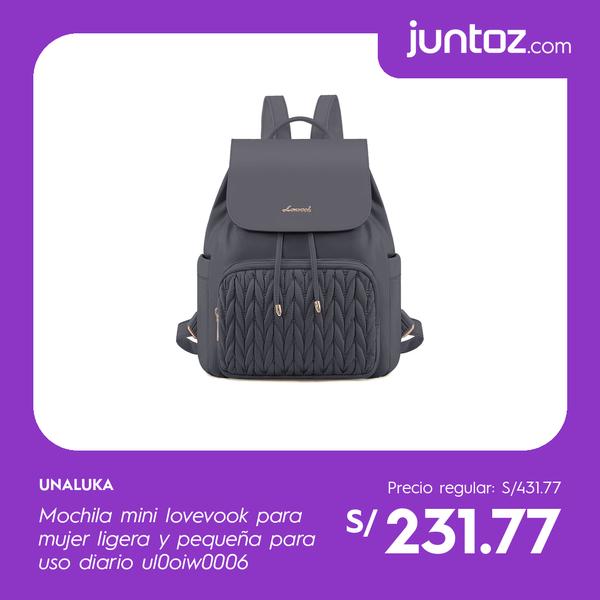 juntoz.com
Lovevook
UNALUKA
Mochila mini lovevook para
mujer ligera y pequeña para
uso diario ul0oiw0006
Precio regular: S/431.77
S/231.77